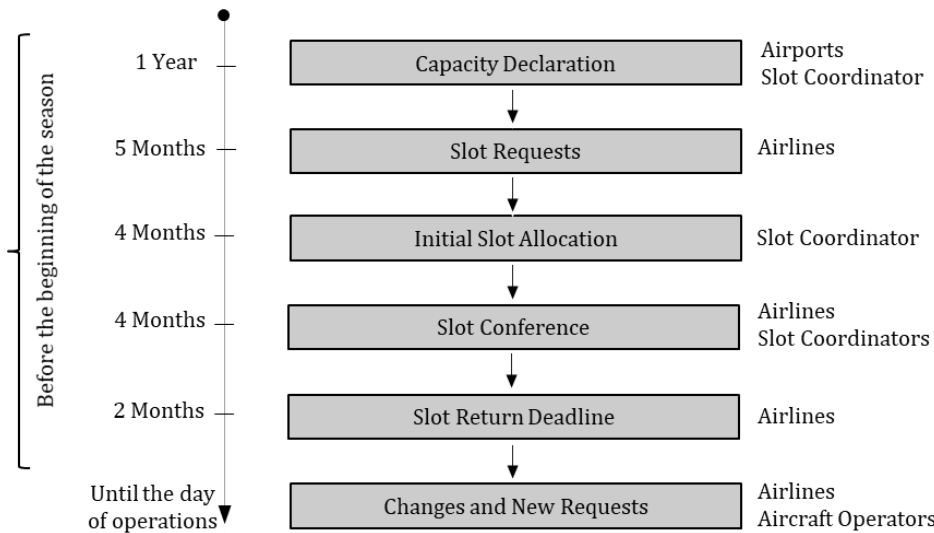 Before the beginning of the season
1 Year
Capacity Declaration
Airports
Slot Coordinator
5 Months
Slot Requests
Airlines
4 Months
Initial Slot Allocation
Slot Coordinator
4 Months
Slot Conference
Airlines
Slot Coordinators
2 Months
Slot Return Deadline
Airlines
Until the day
of operations
Changes and New Requests
Airlines
Aircraft Operators